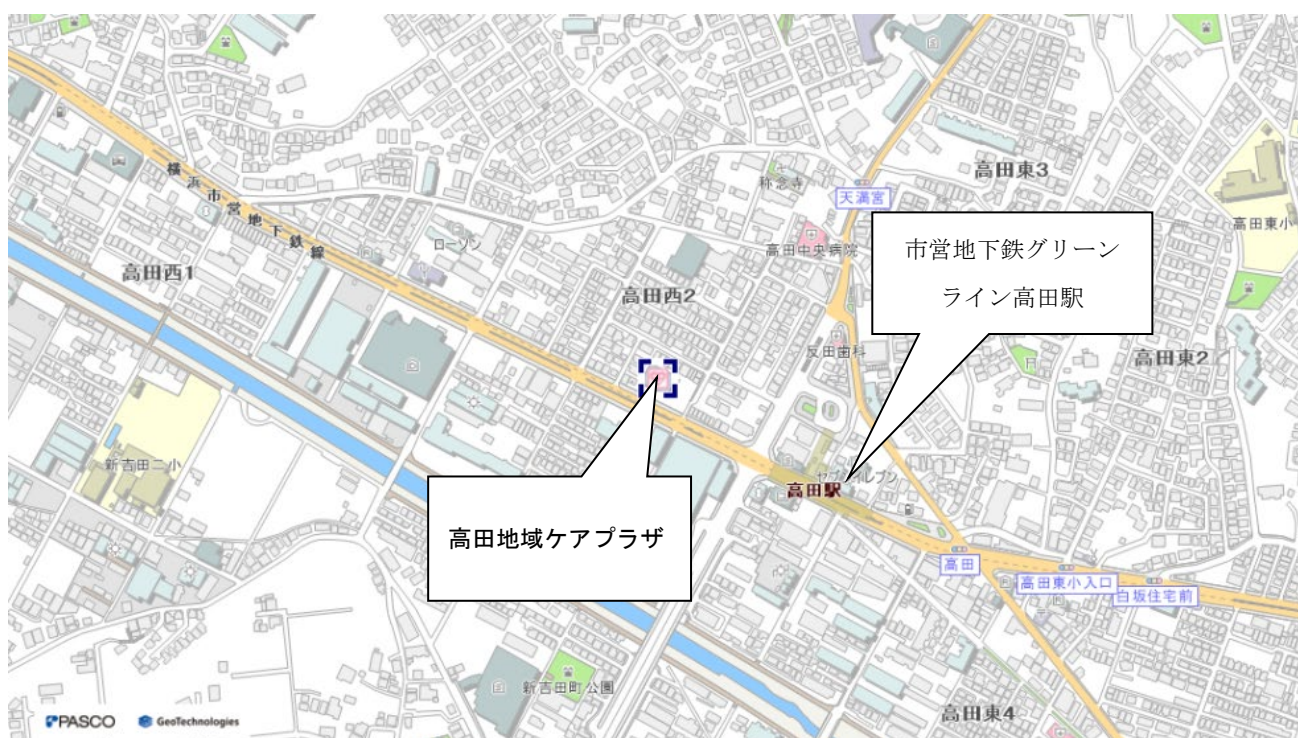 高田東3
称念寺
天満宮
高田東小
高田中央病院
市営地下鉄グリーン
ライン高田駅
横浜市営地下鉄線
ローソン
高田西1
高田西2
反田歯科
高田東2
新吉田二小
セブンイレブン
高田駅
高田地域ケアプラザ
高田
高田東小入口
白坂住宅前
新吉田町公園
高田東4
PASCO
GeoTechnologies